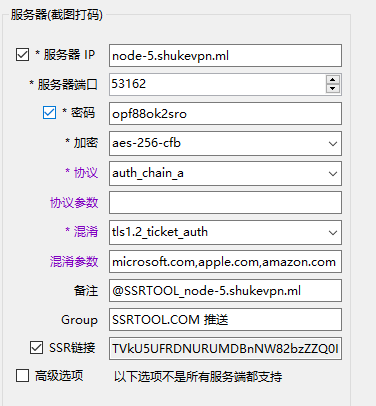 服务器(截图打码)
* 服务器 IP node-5.shukevpn.ml
* 服务器端口 53162
* 密码 opf88ok2sro
* 加密 aes-256-cfb
* 协议 auth_chain_a
协议参数
* 混淆 tls1.2_ticket_auth
混淆参数 microsoft.com,apple.com,amazon.com
备注 @SSRTOOL_node-5.shukevpn.ml
Group SSRTOOL.COM 推送
SSR链接 TVkU5UFRDNURUMDBnNW82bzZZQ0l
高级选项 以下选项不是所有服务端都支持